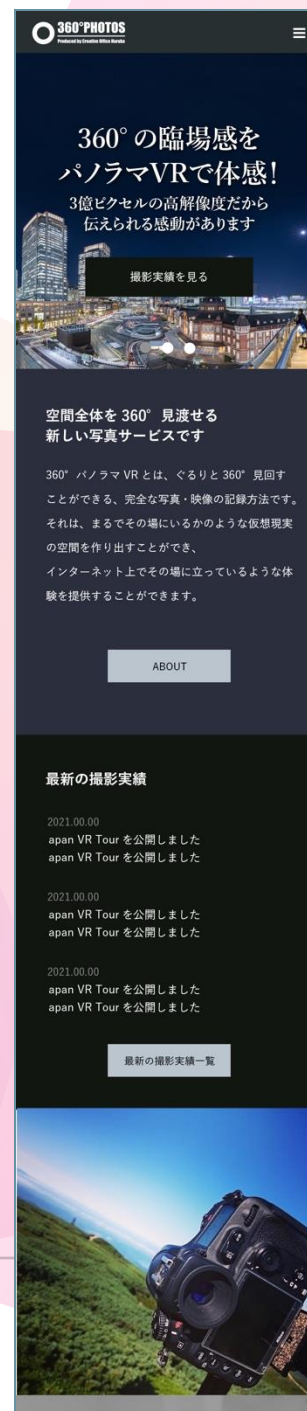 360°PHOTOS
Produced by Creative Office Haruka
360°の臨場感を
パノラマVRで体感!
3億ピクセルの高解像度だから
伝えられる感動があります
撮影実績を見る
空間全体を 360° 見渡せる
新しい写真サービスです
360° パノラマ VR とは、ぐるりと 360° 見回す
ことができる、完全な写真・映像の記録方法です。
それは、まるでその場にいるかのような仮想現実
の空間を作り出すことができ、
インターネット上でその場に立っているような体
験を提供することができます。
ABOUT
最新の撮影実績
2021.00.00
apan VR Tour を公開しました
apan VR Tour を公開しました
2021.00.00
apan VR Tour を公開しました
apan VR Tour を公開しました
2021.00.00
apan VR Tour を公開しました
apan VR Tour を公開しました
最新の撮影実績一覧